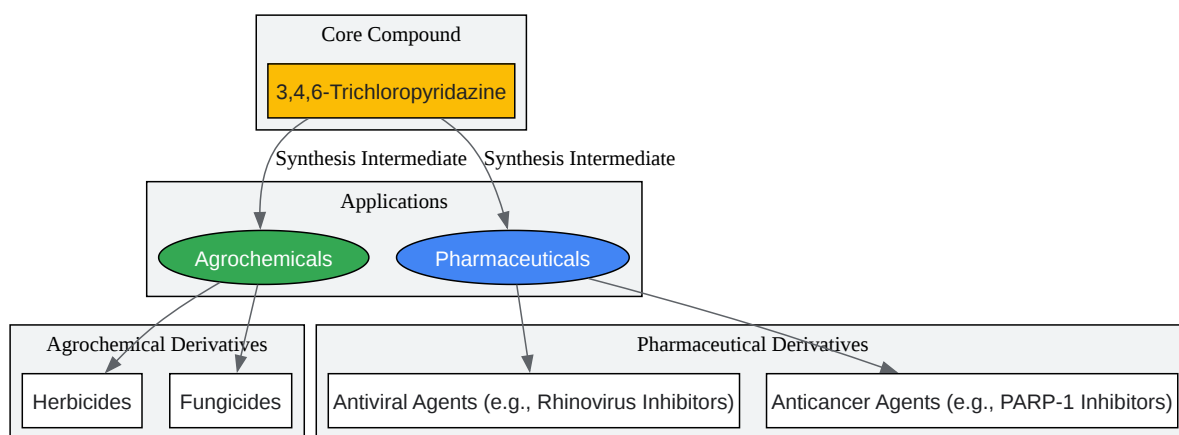 Core Compound
3,4,6-Trichloropyridazine
Synthesis Intermediate
Synthesis Intermediate
Applications
Agrochemicals
Pharmaceuticals
Agrochemical Derivatives
Pharmaceutical Derivatives
Herbicides
Fungicides
Antiviral Agents (e.g., Rhinovirus Inhibitors)
Anticancer Agents (e.g., PARP-1 Inhibitors)